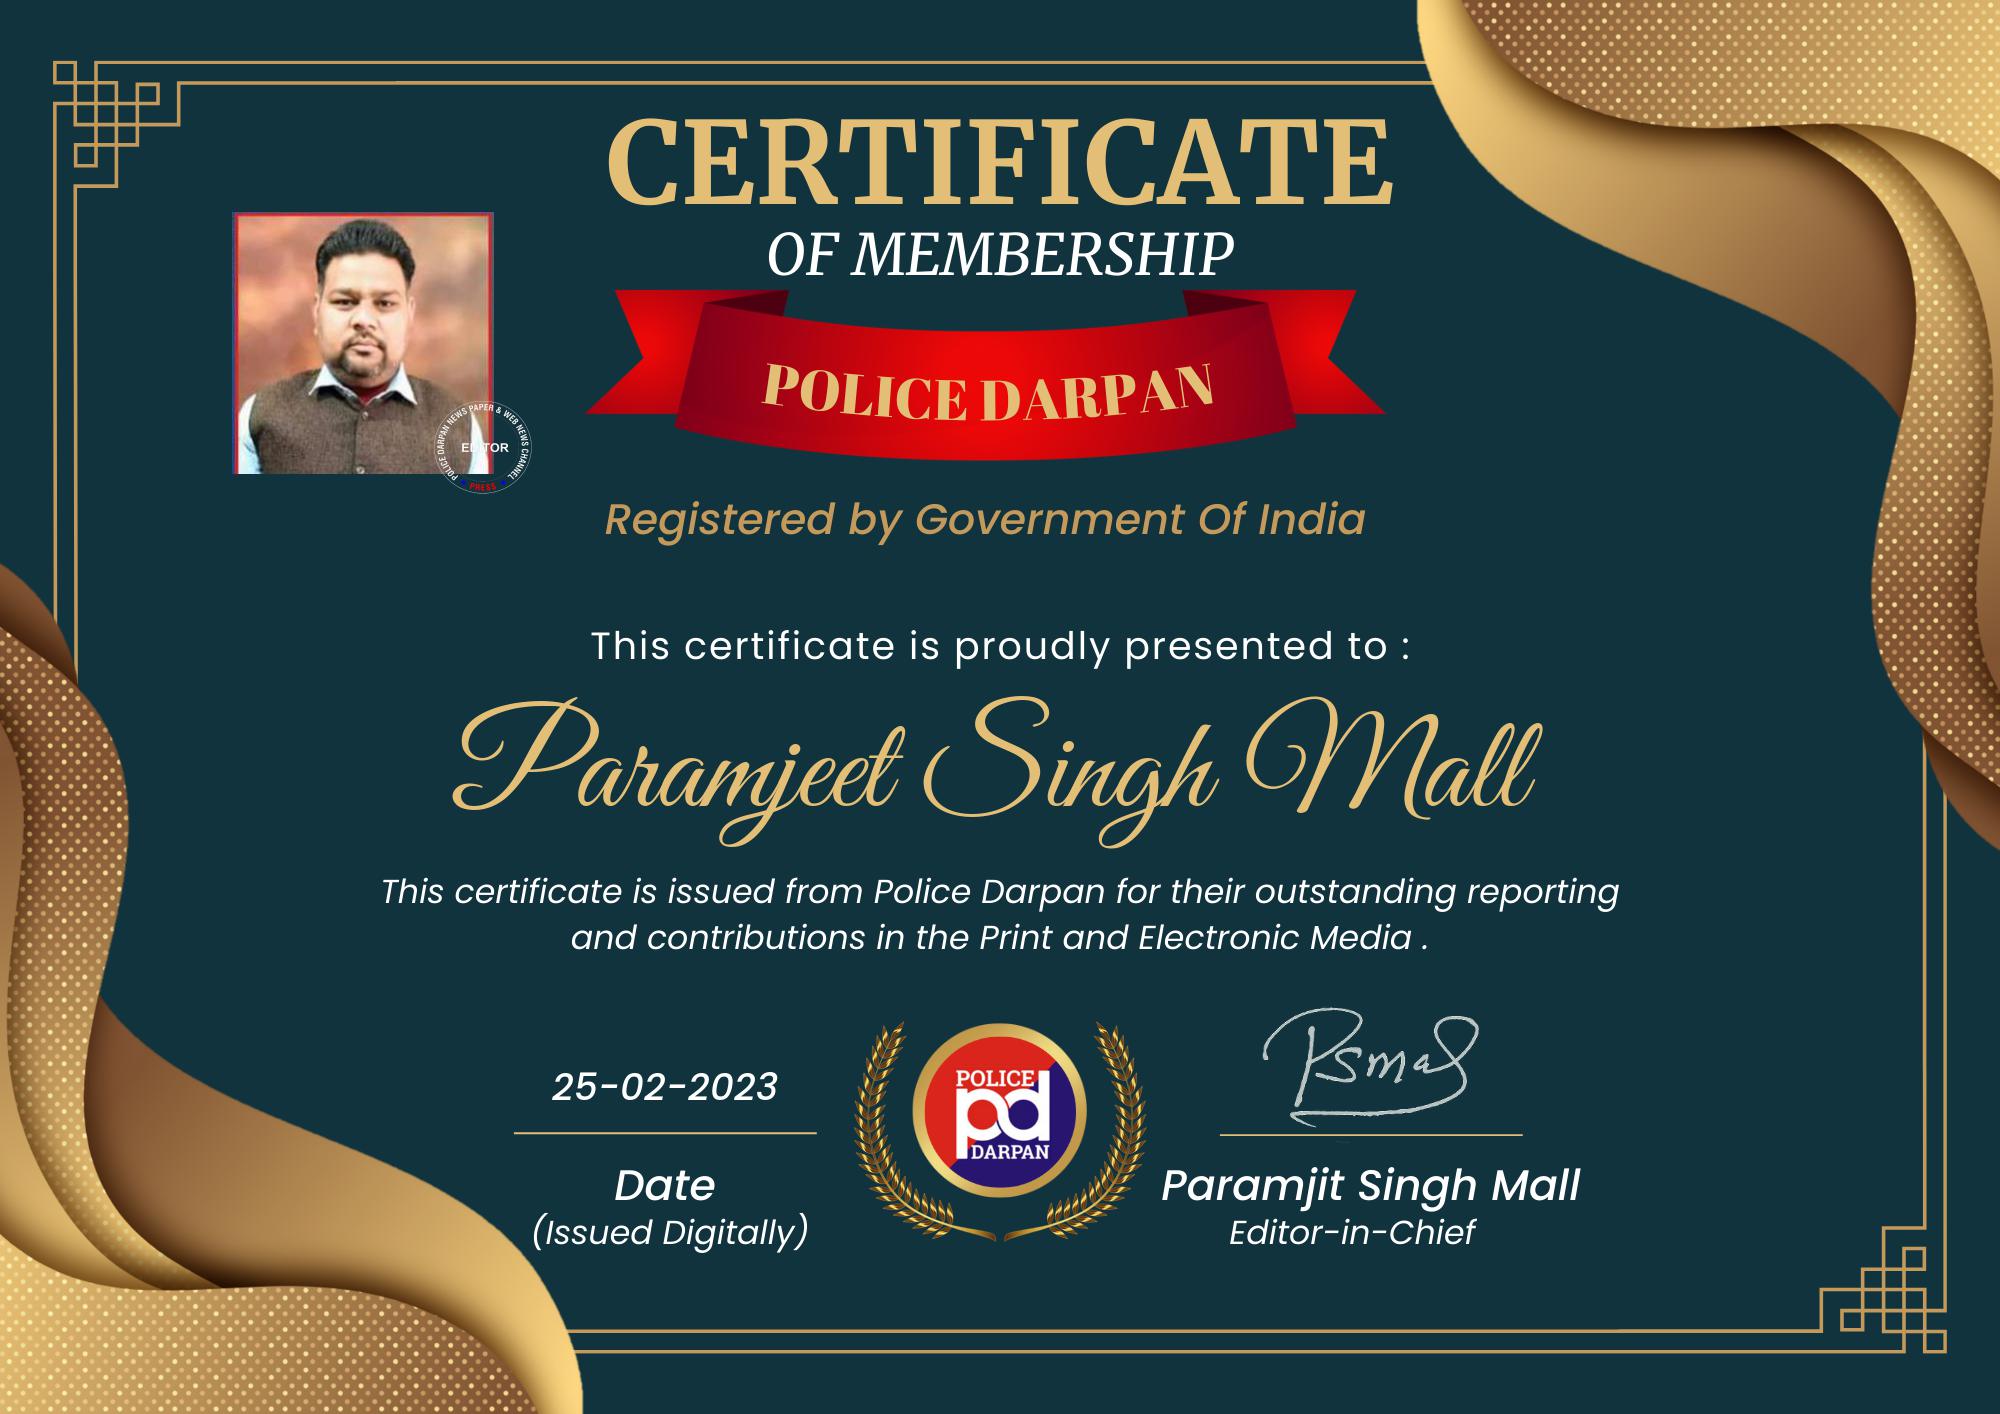 CERTIFICATE
OF MEMBERSHIP
POLICE DARPAN
POLICE DARPAN NEWS PAPER & WEB NEWS CHANNEL
EDITOR
PRESS
Registered by Government Of India
This certificate is proudly presented to :
Paramjeet Singh Mall
This certificate is issued from Police Darpan for their outstanding reporting
and contributions in the Print and Electronic Media .
25-02-2023
Date
(Issued Digitally)
POLICE
pd
DARPAN
Psmal
Paramjit Singh Mall
Editor-in-Chief